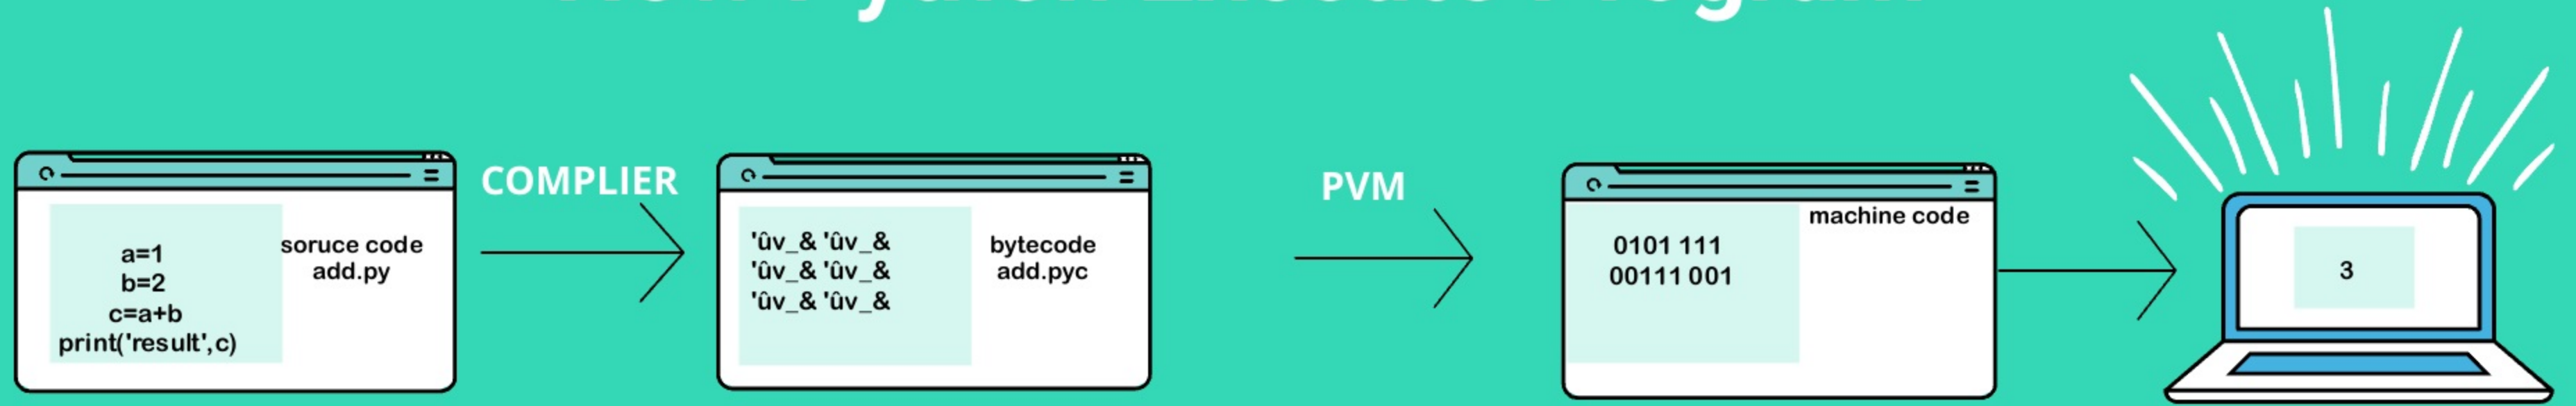 a=1
b=2
c=a+b
print('result',c)
soruce code
add.py
COMPLIER
'ûv_& 'ûv_&
'ûv_& 'ûv_&
'ûv_& 'ûv_&
bytecode
add.pyc
PVM
0101 111
00111 001
machine code
3